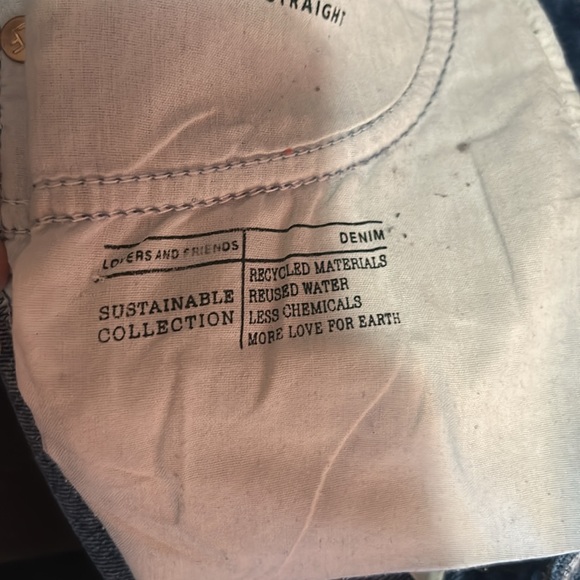 STRAIGHT
LOVERS AND FRIENDS
DENIM
SUSTAINABLE
COLLECTION
RECYCLED MATERIALS
REUSED WATER
LESS CHEMICALS
MORE LOVE FOR EARTH